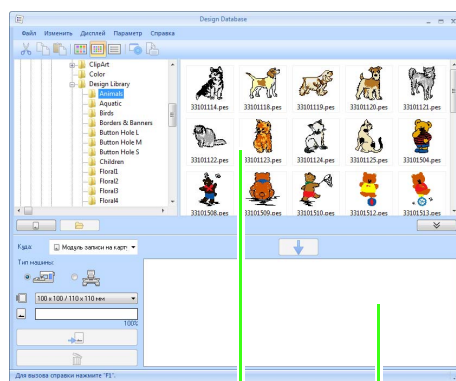 Design Database
Файл Изменить Дисплей Параметр Справка
ClipArt
Color
Design Library
Animals
Aquatic
Birds
Borders & Banners
Button Hole L
Button Hole M
Button Hole S
Children
Floral1
Floral2
Floral3
Floral4
33101114.pes 33101118.pes 33101119.pes 33101120.pes 33101121.pes
33101122.pes 33101123.pes 33101124.pes 33101125.pes 33101504.pes
33101508.pes 33101509.pes 33101510.pes 33101512.pes 33101513.pes
Куда: Модуль записи на карт
Тип машины:
100 x 100 / 110 x 110 мм
100%
Для вызова справки нажмите "F1".